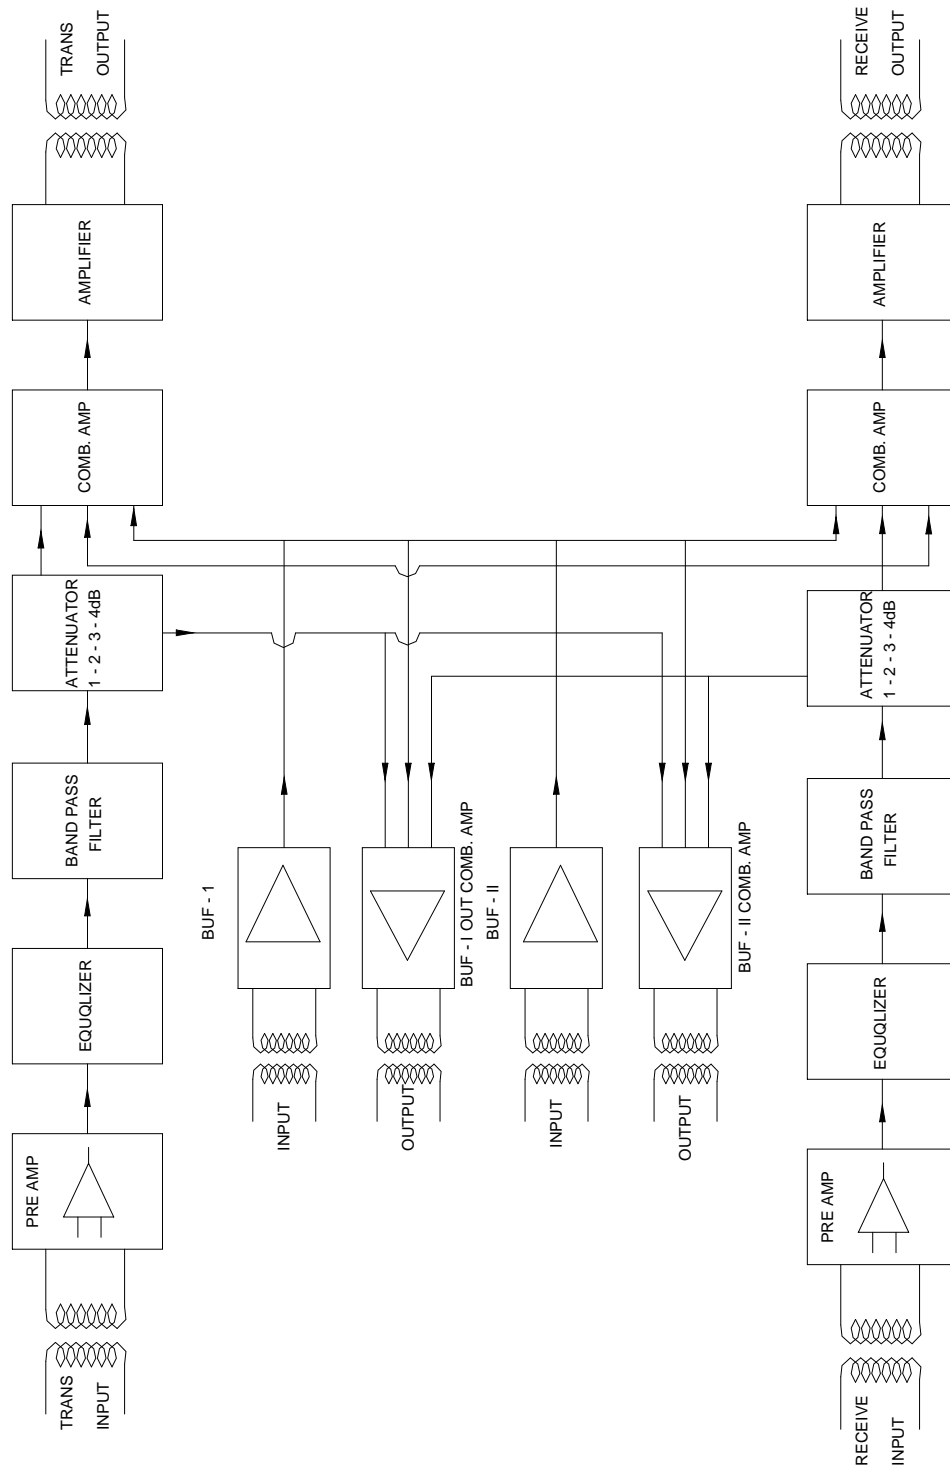 TRANS
INPUT
PRE AMP
EQUQLIZER
BAND PASS
FILTER
ATTENUATOR
1 - 2 - 3 - 4dB
COMB. AMP
AMPLIFIER
TRANS
OUTPUT
INPUT
BUF - 1
OUTPUT
BUF - I OUT COMB. AMP
INPUT
BUF - II
OUTPUT
BUF - II COMB. AMP
RECEIVE
INPUT
PRE AMP
EQUQLIZER
BAND PASS
FILTER
ATTENUATOR
1 - 2 - 3 - 4dB
COMB. AMP
AMPLIFIER
RECEIVE
OUTPUT